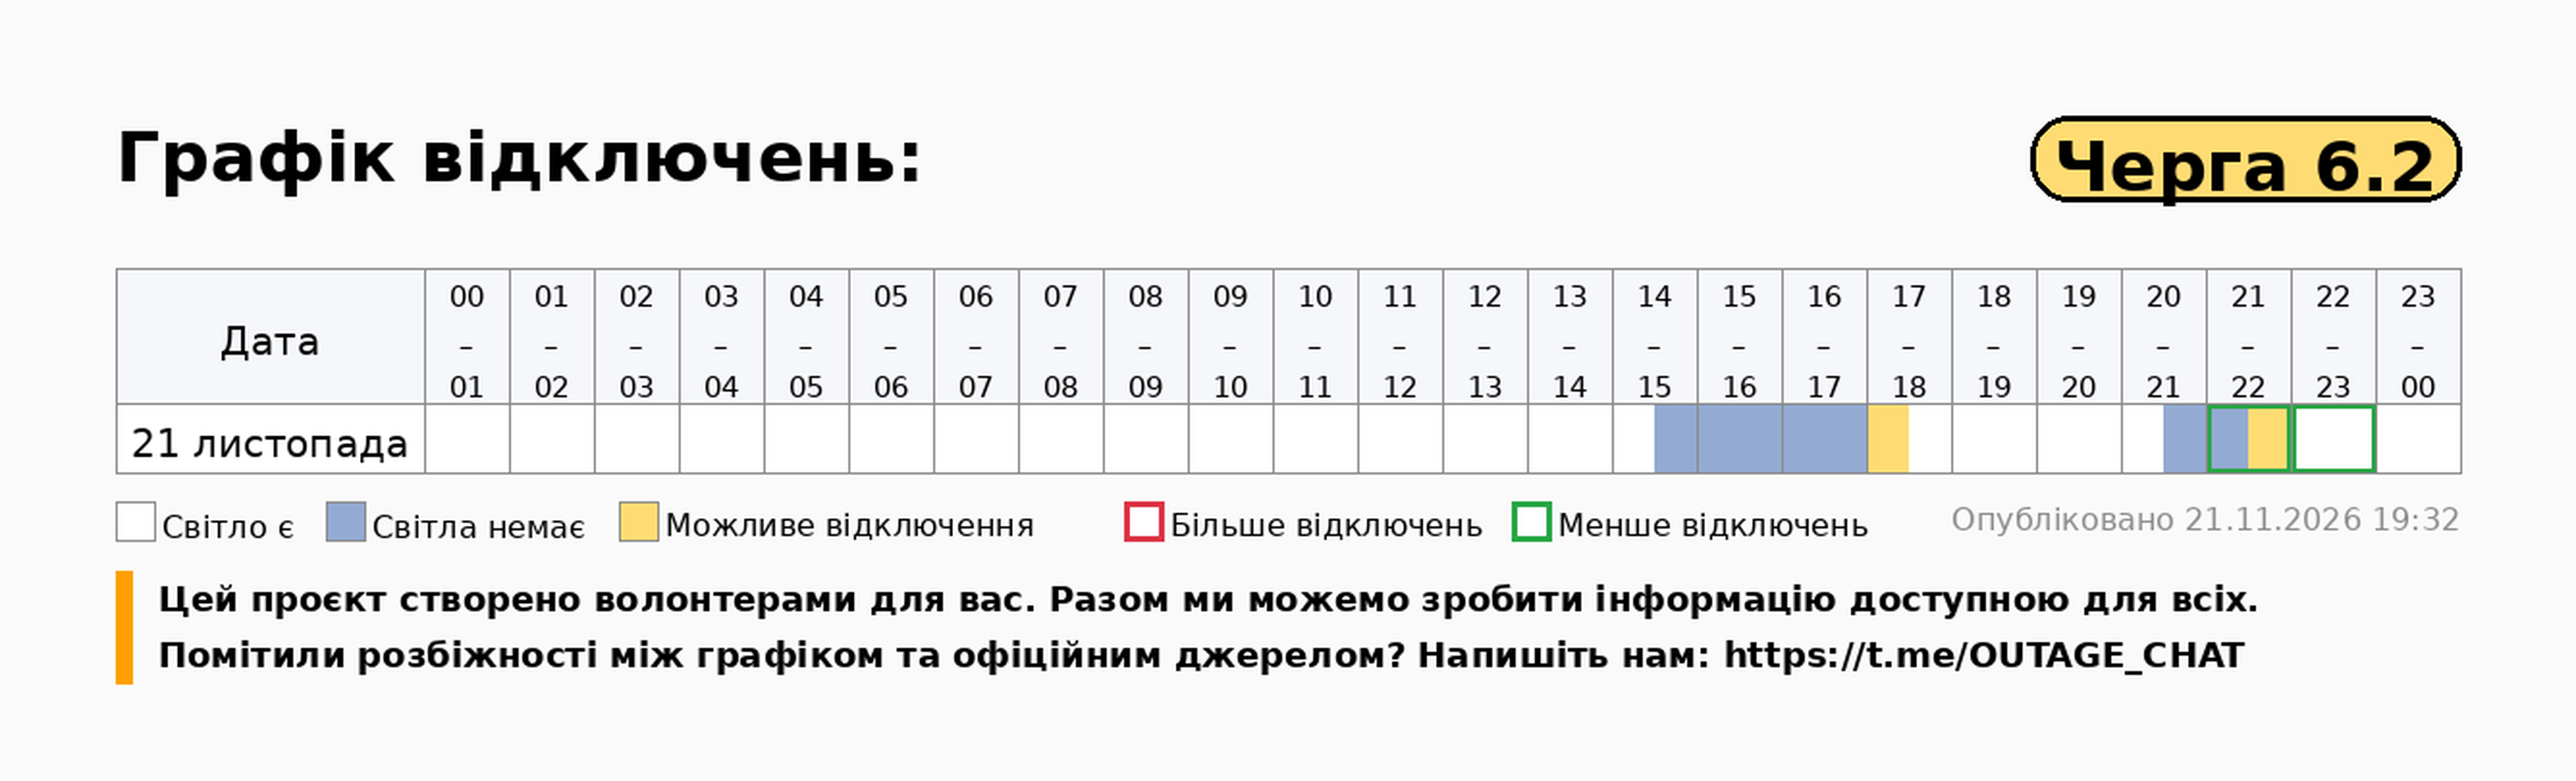 Графік відключень:
Черга 6.2
Дата
00 – 01
01 – 02
02 – 03
03 – 04
04 – 05
05 – 06
06 – 07
07 – 08
08 – 09
09 – 10
10 – 11
11 – 12
12 – 13
13 – 14
14 – 15
15 – 16
16 – 17
17 – 18
18 – 19
19 – 20
20 – 21
21 – 22
22 – 23
23 – 00
21 листопада
Світло є
Світла немає
Можливе відключення
Більше відключень
Менше відключень
Опубліковано 21.11.2026 19:32
Цей проєкт створено волонтерами для вас. Разом ми можемо зробити інформацію доступною для всіх.
Помітили розбіжності між графіком та офіційним джерелом? Напишіть нам: https://t.me/OUTAGE_CHAT